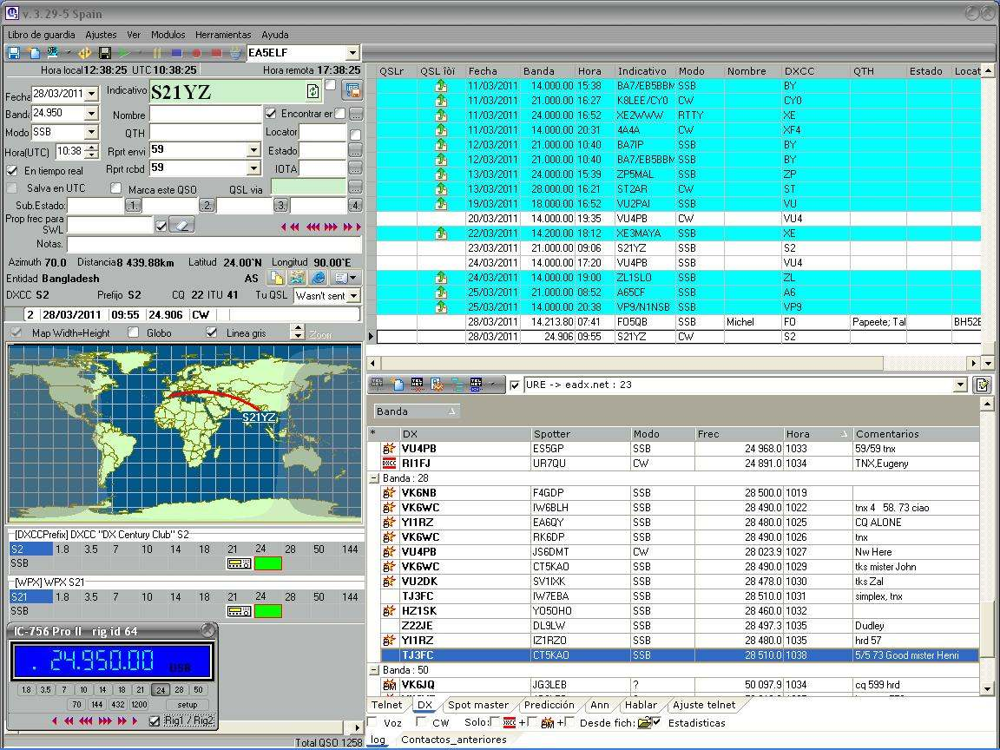 v. 3. 29-5 Spain
Libro de guardia Ajustes Ver Modulos Herramientas Ayuda
EA5ELF
Hora local 12:38:25 UTC 10:38:25 Hora remota 17:38:25
Fecha 28/03/2011 Indicativo S21YZ
Banda 24.950 Nombre Encontrar er
Modo SSB QTH Locator
Hora(UTC) 10:38 Rprt envi 59 Estado
En tiempo real Rprt rcbd 59 IOTA
Salva en UTC Marca este QSO QSL via
Sub.Estado: 1. 2. 3. 4.
Prop frec para SWL
Notas.
Azimuth 70.0 Distancia 8 439.88km Latitud 24.00°N Longitud 90.00°E
Entidad Bangladesh AS
DXCC S2 Prefijo S2 CQ 22 ITU 41 Tu QSL Wasn't sent
2 28/03/2011 09:55 24.906 CW
Map Width=Height Globo Linea gris Zoom
S21YZ
[DXCCPrefix] DXCC "DX Century Club" S2
S2 1.8 3.5 7 10 14 18 21 24 28 50 144
SSB
[WPX] WPX S21
S21 1.8 3.5 7 10 14 18 21 24 28 50 144
SSB
IC-756 Pro II rig id 64
. 24.950.00 USB
1.8 3.5 7 10 14 18 21 24 28 50
70 144 432 1200 setup
Rig1 / Rig2
Total QSO 1258
QSLr QSL îòï Fecha Banda Hora Indicativo Modo Nombre DXCC QTH Estado Locat
11/03/2011 14.000.00 15:38 BA7/EB5BBM SSB BY
11/03/2011 21.000.00 16:27 K8LEE/CY0 CW CY0
11/03/2011 24.000.00 16:52 XE2WWW RTTY XE
11/03/2011 14.000.00 20:31 4A4A CW XF4
12/03/2011 21.000.00 10:40 BA7IP SSB BY
12/03/2011 21.000.00 10:40 BA7/EB5BBM SSB BY
13/03/2011 24.000.00 15:39 ZP5MAL SSB ZP
13/03/2011 28.000.00 16:21 ST2AR CW ST
19/03/2011 18.000.00 16:52 VU2PAI SSB VU
20/03/2011 14.000.00 19:35 VU4PB CW VU4
22/03/2011 14.200.00 18:12 XE3MAYA SSB XE
23/03/2011 21.000.00 09:06 S21YZ SSB S2
24/03/2011 14.000.00 17:20 VU4PB SSB VU4
24/03/2011 14.000.00 19:00 ZL1SLO SSB ZL
25/03/2011 21.000.00 08:52 A65CF SSB A6
25/03/2011 14.000.00 20:38 VP9/N1NSB SSB VP9
28/03/2011 14.213.80 07:41 FO5QB SSB Michel FO Papeete; Tal BH52E
28/03/2011 24.906 09:55 S21YZ CW S2
URE -> eadx.net : 23
Banda
* DX Spotter Modo Frec Hora Comentarios
VU4PB ES5GP SSB 24 968.0 1033 59/59 tnx
DXCC RI1FJ UR7QU CW 24 891.0 1034 TNX,Eugeny
Banda : 28
VK6NB F4GDP SSB 28 500.0 1019
VK6WC IW6BLH SSB 28 490.0 1022 tnx 4 58. 73 ciao
YI1RZ EA6QY SSB 28 480.0 1025 CQ ALONE
VK6WC RK6DP SSB 28 490.0 1026 tnx
VU4PB JS6DMT CW 28 023.9 1027 Nw Here
VK6WC CT5KAO SSB 28 490.0 1029 tks mister John
VU2DK SV1IXK SSB 28 478.0 1030 tks Zal
TJ3FC IW7EBA SSB 28 510.0 1031 simplex, tnx
HZ1SK YO5OHO SSB 28 460.0 1032
Z22JE DL9LW SSB 28 497.3 1035 Dudley
YI1RZ IZ1RZO SSB 28 480.0 1035 hrd 57
TJ3FC CT5KAO SSB 28 510.0 1038 5/5 73 Good mister Henri
Banda : 50
VK6JQ JG3LEB ? 50 097.9 1034 cq 599 hrd
Telnet DX Spot master Predicción Ann Hablar Ajuste telnet
Voz CW Solo: DXCC + BM + Desde fich: Estadisticas
log Contactos_anteriores